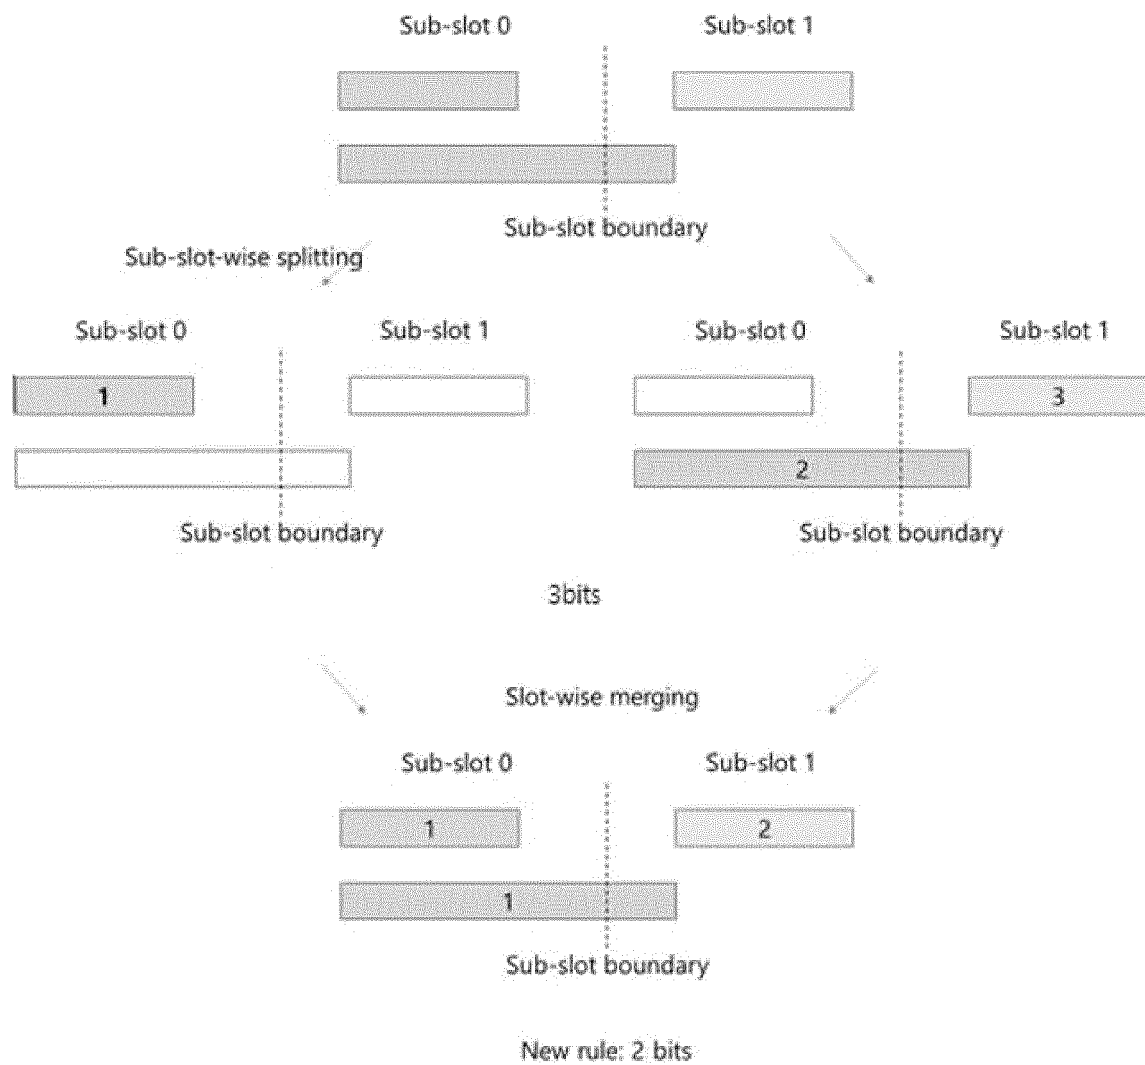 Sub-slot 0 Sub-slot 1
Sub-slot boundary
Sub-slot-wise splitting
Sub-slot 0 Sub-slot 1 Sub-slot 0 Sub-slot 1
1 3
2
Sub-slot boundary Sub-slot boundary
3bits
Slot-wise merging
Sub-slot 0 Sub-slot 1
1 2
1
Sub-slot boundary
New rule: 2 bits